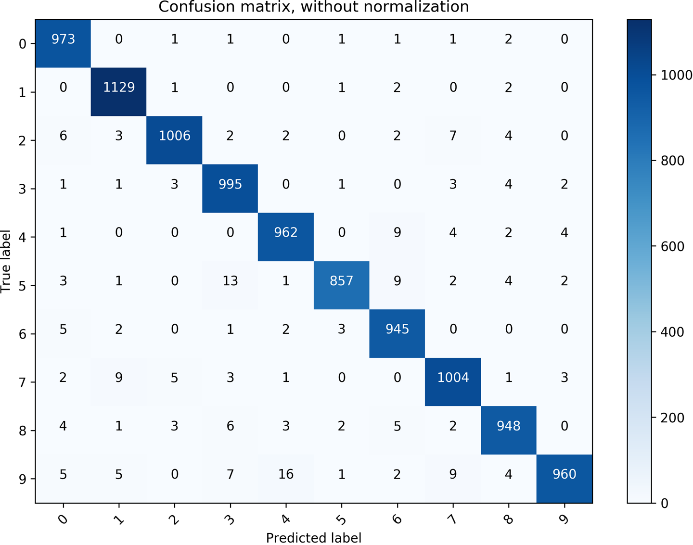 Confusion matrix, without normalization
0 973 0 1 1 0 1 1 1 2 0
1 0 1129 1 0 0 1 2 0 2 0
2 6 3 1006 2 2 0 2 7 4 0
3 1 1 3 995 0 1 0 3 4 2
4 1 0 0 0 962 0 9 4 2 4
5 3 1 0 13 1 857 9 2 4 2
6 5 2 0 1 2 3 945 0 0 0
7 2 9 5 3 1 0 0 1004 1 3
8 4 1 3 6 3 2 5 2 948 0
9 5 5 0 7 16 1 2 9 4 960
0 1 2 3 4 5 6 7 8 9
Predicted label
True label
1000
800
600
400
200
0